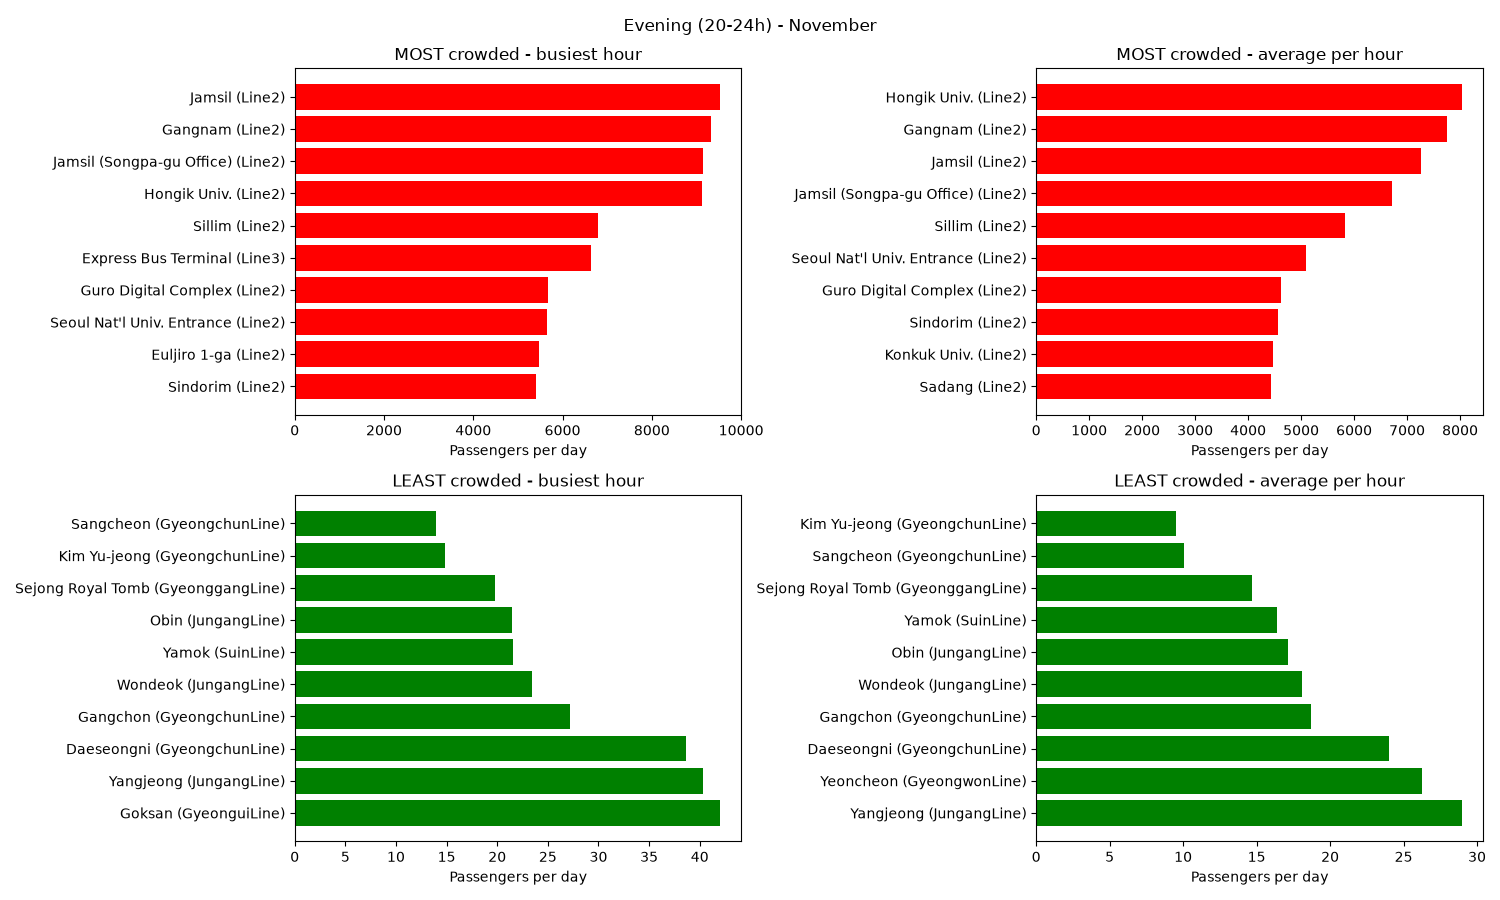 Evening (20-24h) - November
MOST crowded - busiest hour
Jamsil (Line2)
Gangnam (Line2)
Jamsil (Songpa-gu Office) (Line2)
Hongik Univ. (Line2)
Sillim (Line2)
Express Bus Terminal (Line3)
Guro Digital Complex (Line2)
Seoul Nat'l Univ. Entrance (Line2)
Euljiro 1-ga (Line2)
Sindorim (Line2)
0 2000 4000 6000 8000 10000
Passengers per day
MOST crowded - average per hour
Hongik Univ. (Line2)
Gangnam (Line2)
Jamsil (Line2)
Jamsil (Songpa-gu Office) (Line2)
Sillim (Line2)
Seoul Nat'l Univ. Entrance (Line2)
Guro Digital Complex (Line2)
Sindorim (Line2)
Konkuk Univ. (Line2)
Sadang (Line2)
0 1000 2000 3000 4000 5000 6000 7000 8000
Passengers per day
LEAST crowded - busiest hour
Sangcheon (GyeongchunLine)
Kim Yu-jeong (GyeongchunLine)
Sejong Royal Tomb (GyeonggangLine)
Obin (JungangLine)
Yamok (SuinLine)
Wondeok (JungangLine)
Gangchon (GyeongchunLine)
Daeseongni (GyeongchunLine)
Yangjeong (JungangLine)
Goksan (GyeonguiLine)
0 5 10 15 20 25 30 35 40
Passengers per day
LEAST crowded - average per hour
Kim Yu-jeong (GyeongchunLine)
Sangcheon (GyeongchunLine)
Sejong Royal Tomb (GyeonggangLine)
Yamok (SuinLine)
Obin (JungangLine)
Wondeok (JungangLine)
Gangchon (GyeongchunLine)
Daeseongni (GyeongchunLine)
Yeoncheon (GyeongwonLine)
Yangjeong (JungangLine)
0 5 10 15 20 25 30
Passengers per day